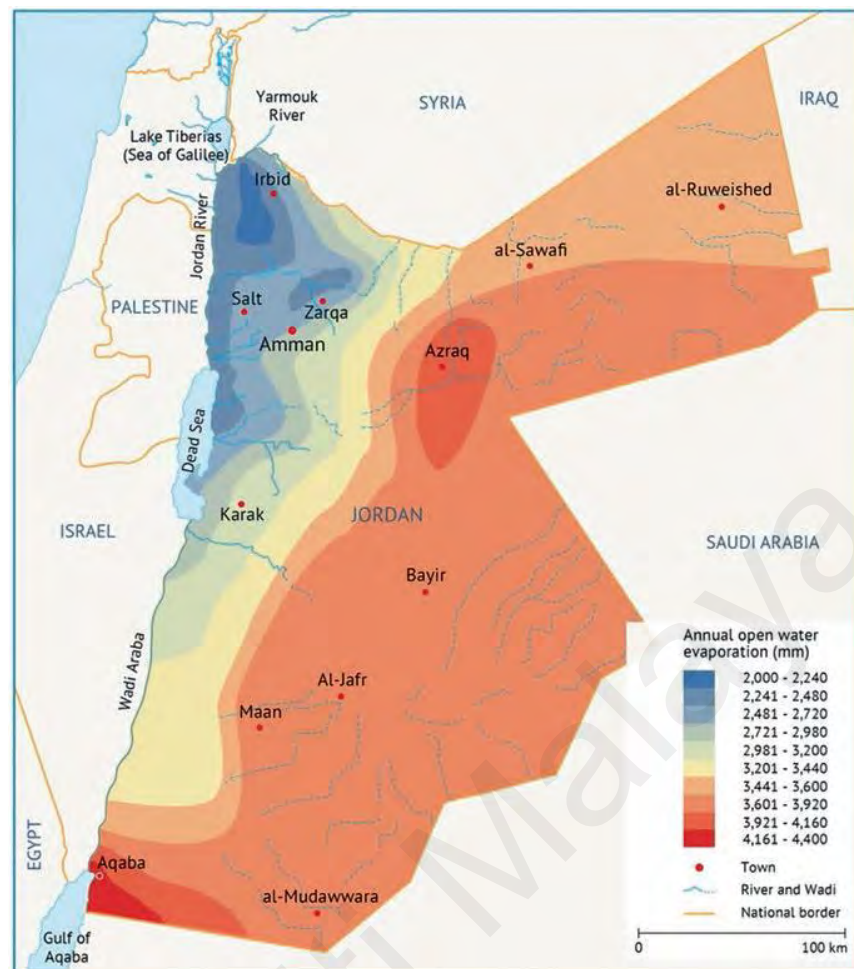 SYRIA
IRAQ
Yarmouk
River
Lake Tiberias
(Sea of Galilee)
Irbid
al-Ruweished
Jordan River
al-Sawafi
PALESTINE
Salt
Zarqa
Amman
Azraq
Dead Sea
Karak
JORDAN
ISRAEL
SAUDI ARABIA
Bayir
Wadi Araba
Al-Jafr
Maan
EGYPT
Aqaba
al-Mudawwara
Gulf of
Aqaba
Annual open water
evaporation (mm)
2,000 - 2,240
2,241 - 2,480
2,481 - 2,720
2,721 - 2,980
2,981 - 3,200
3,201 - 3,440
3,441 - 3,600
3,601 - 3,920
3,921 - 4,160
4,161 - 4,400
Town
River and Wadi
National border
0 100 km
Malaya